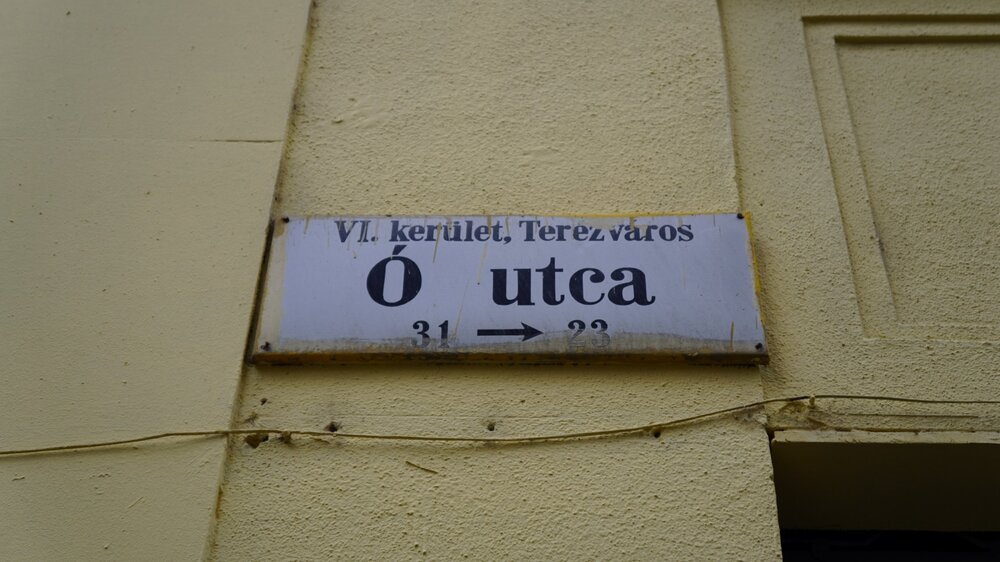 VI. kerület, Terézváros
Ó utca
31 → 23